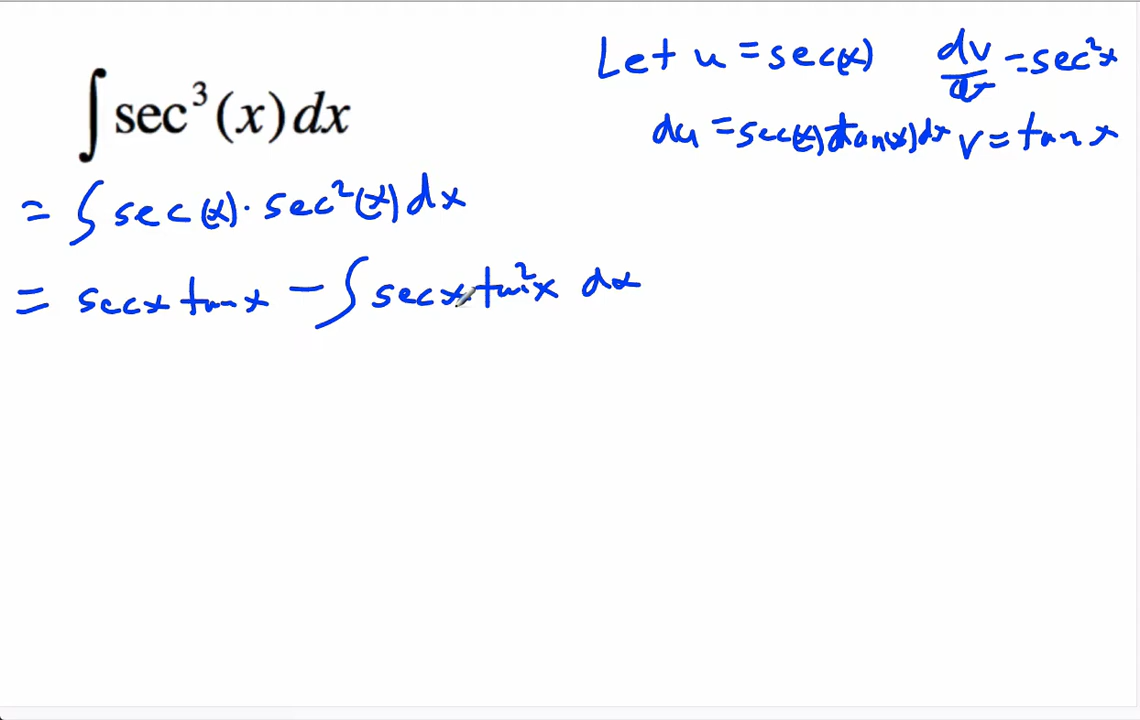 ∫ sec³(x) dx
Let u = sec(x) dv/dx = sec²x
du = sec(x) tan(x) dx v = tan x
= ∫ sec(x) · sec²(x) dx
= secx tan x − ∫ secx tan²x dx